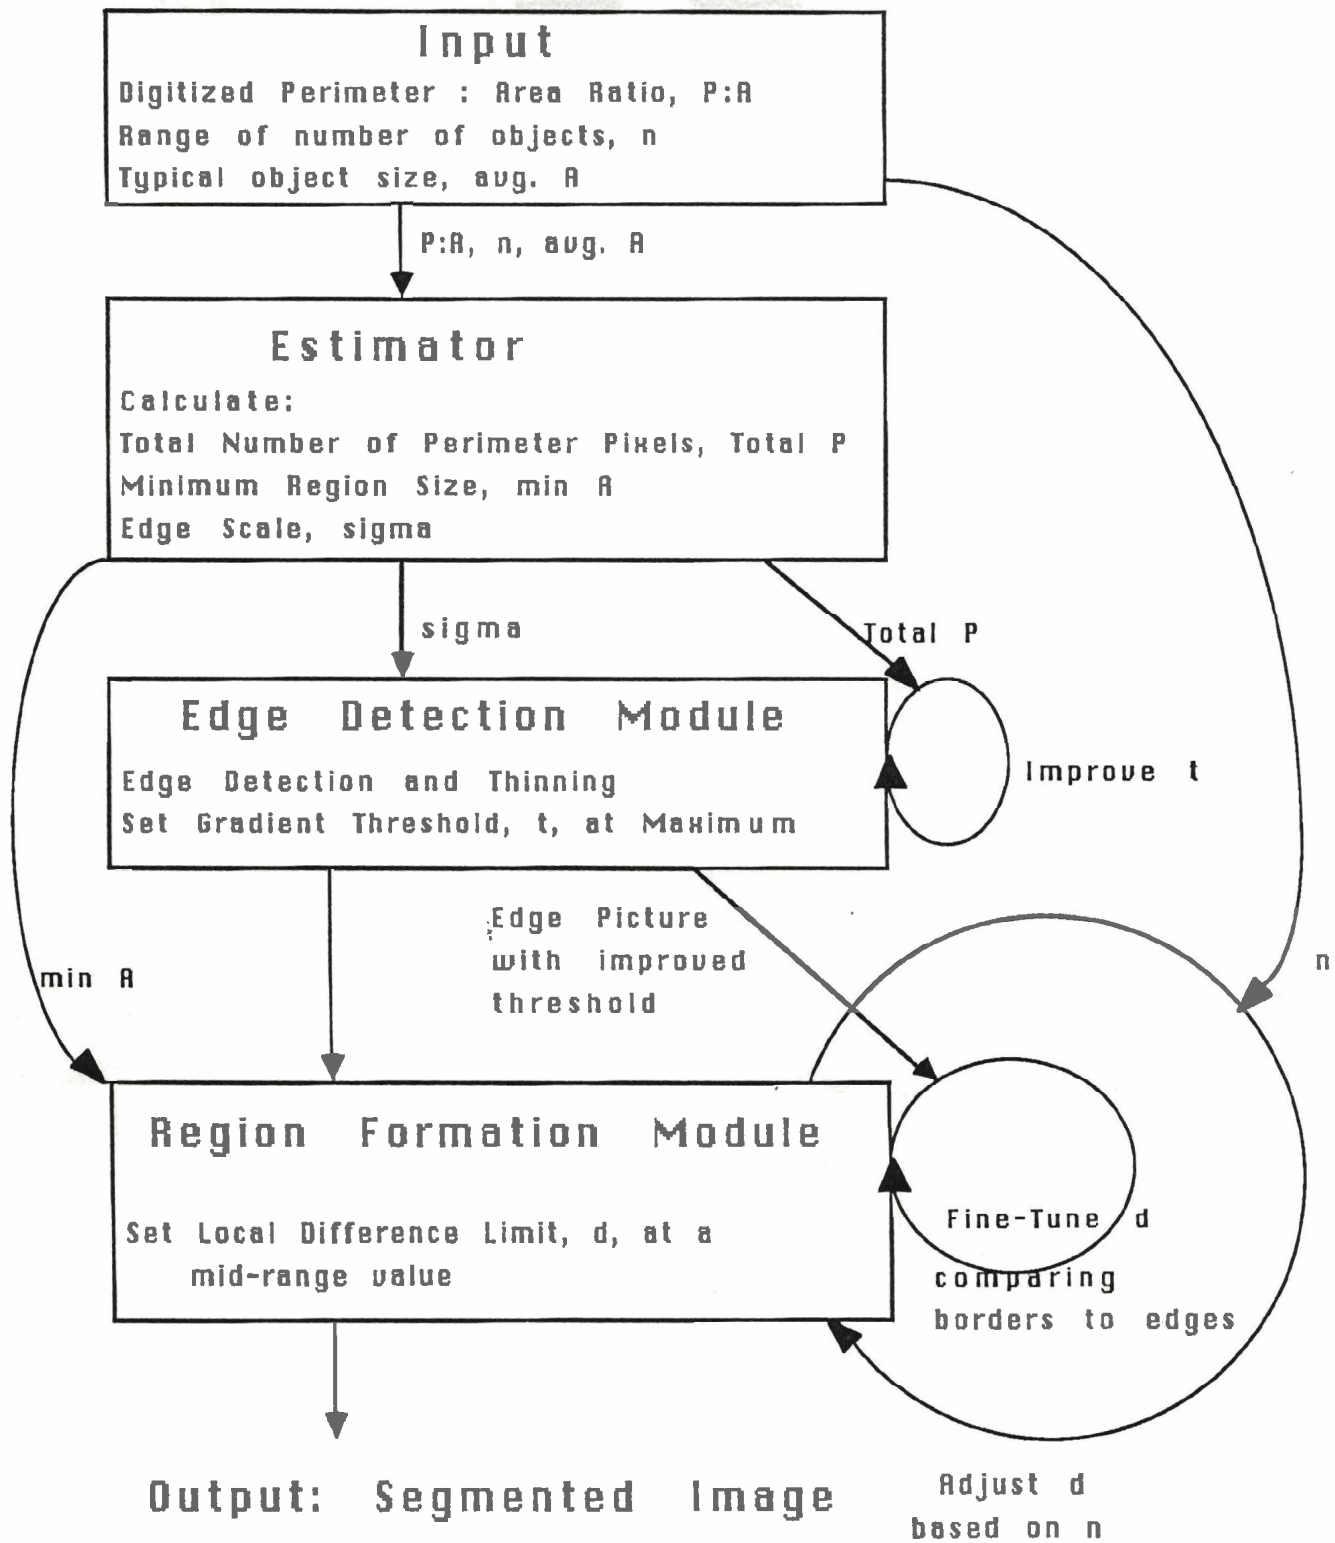 Input
Digitized Perimeter : Area Ratio, P:A
Range of number of objects, n
Typical object size, avg. A
P:A, n, avg. A
Estimator
Calculate:
Total Number of Perimeter Pixels, Total P
Minimum Region Size, min A
Edge Scale, sigma
sigma
Total P
Edge Detection Module
Edge Detection and Thinning
Set Gradient Threshold, t, at Maximum
Improve t
Edge Picture
with improved
threshold
min A
n
Region Formation Module
Set Local Difference Limit, d, at a
mid-range value
Fine-Tune d
comparing
borders to edges
Output: Segmented Image
Adjust d
based on n